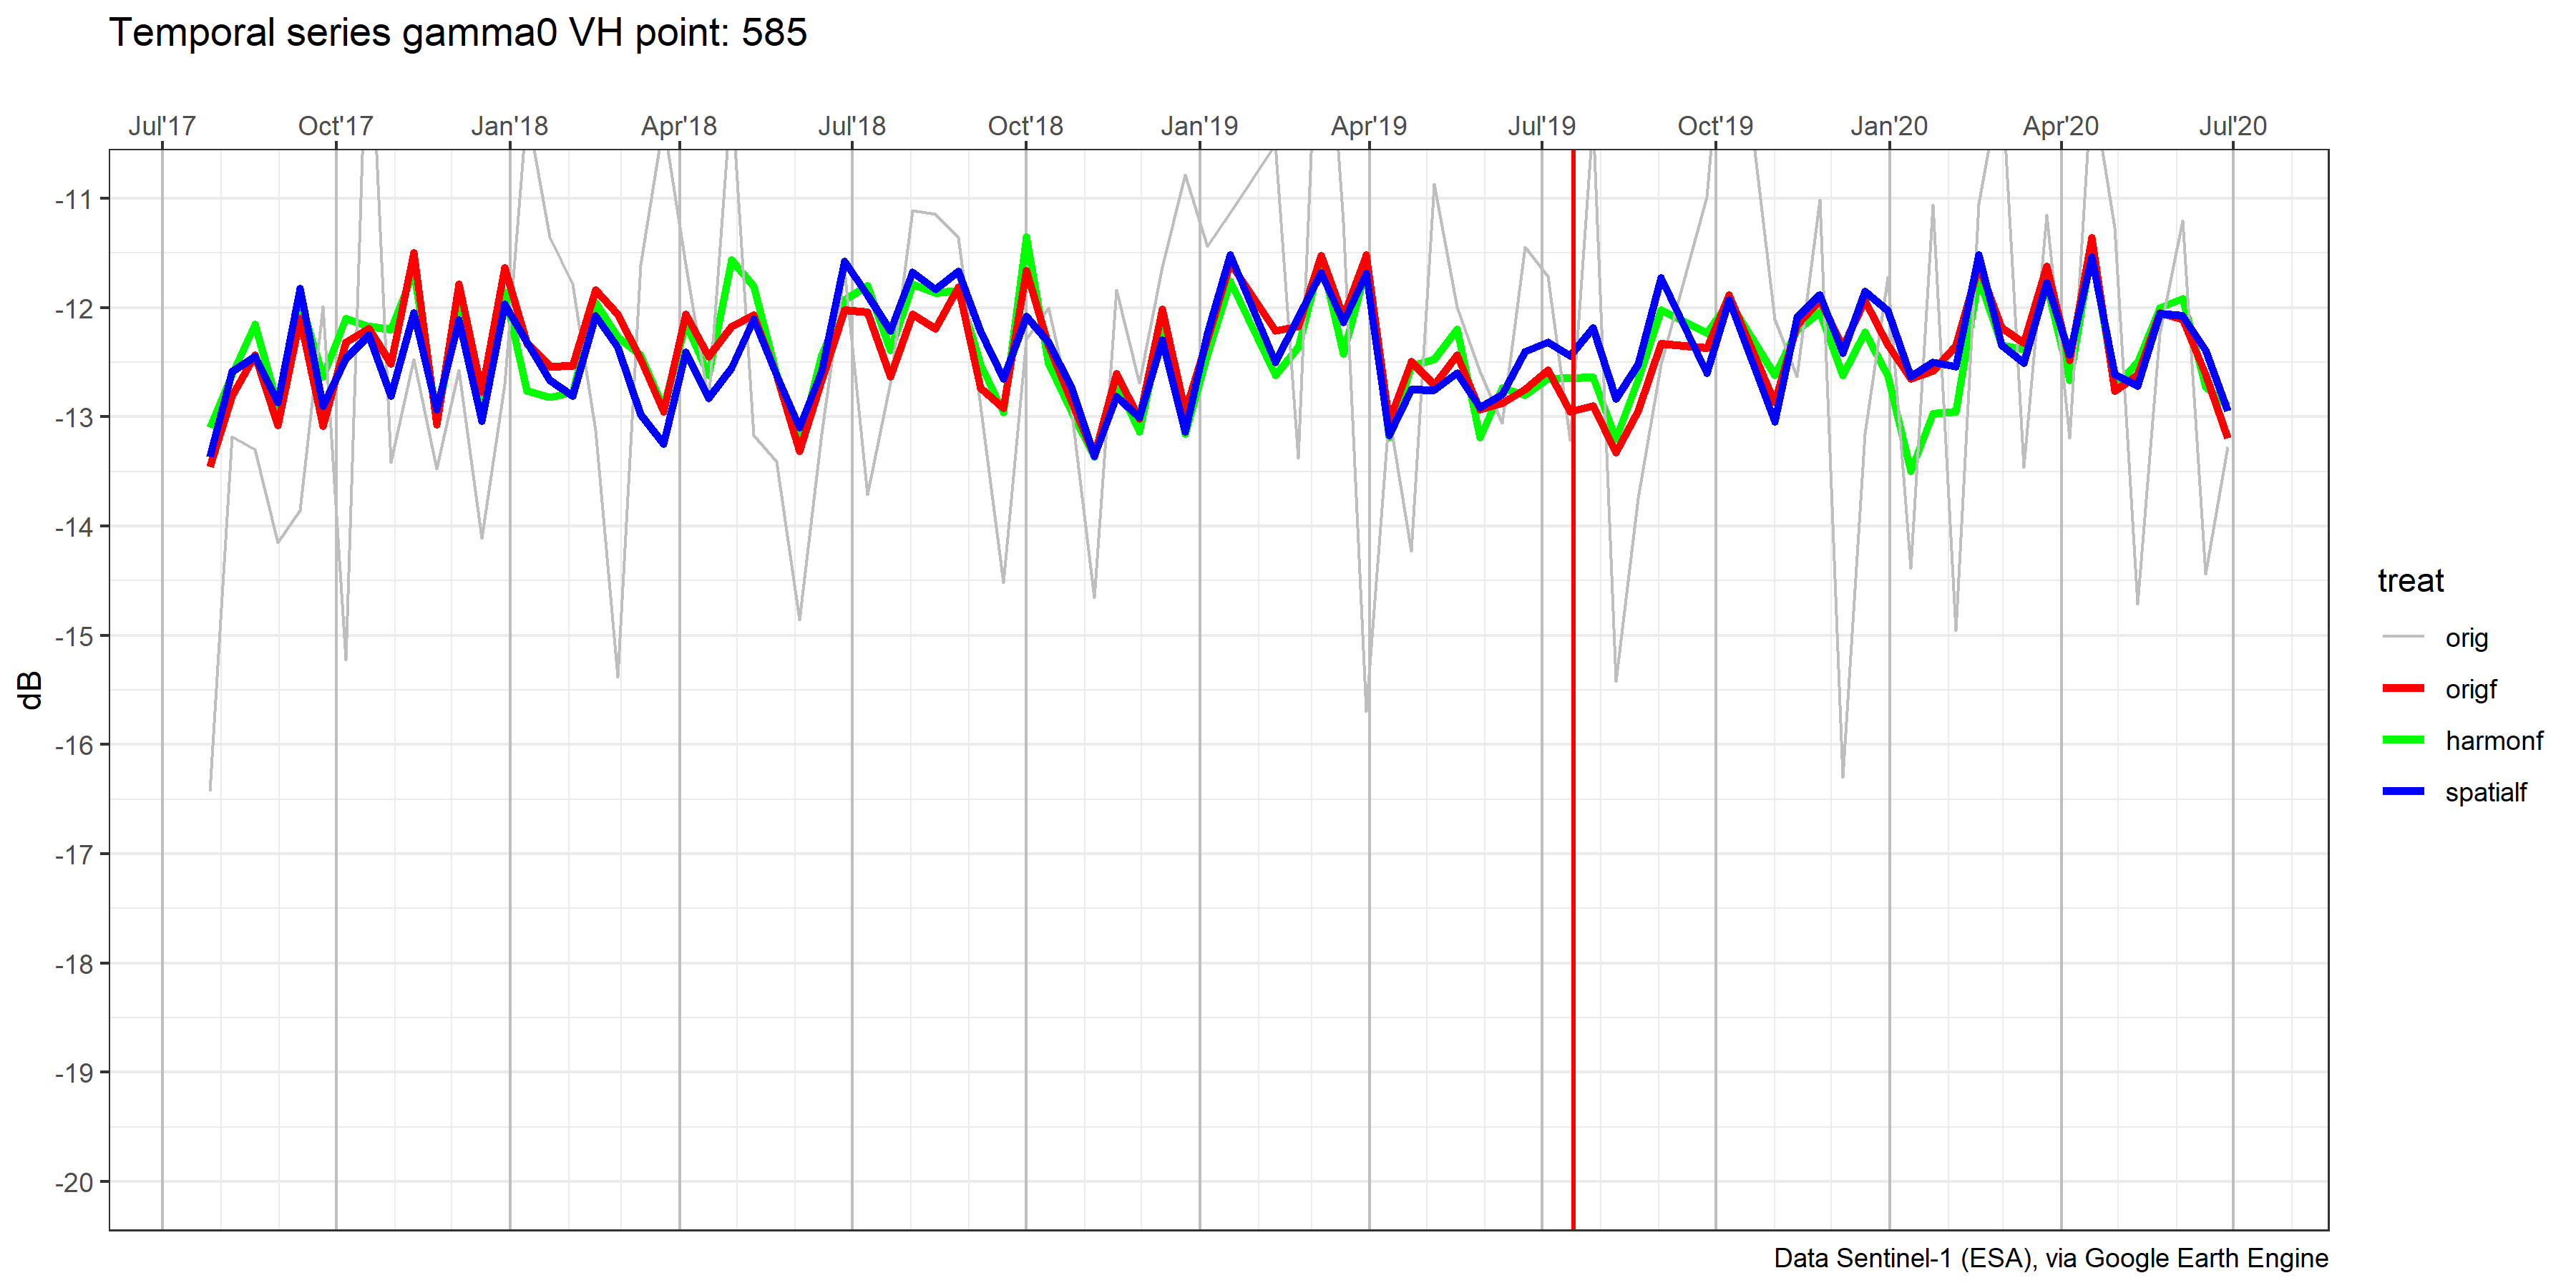 Temporal series gamma0 VH point: 585
Jul'17 Oct'17 Jan'18 Apr'18 Jul'18 Oct'18 Jan'19 Apr'19 Jul'19 Oct'19 Jan'20 Apr'20 Jul'20
-11
-12
-13
-14
-15
-16
-17
-18
-19
-20
dB
treat
orig
origf
harmonf
spatialf
Data Sentinel-1 (ESA), via Google Earth Engine